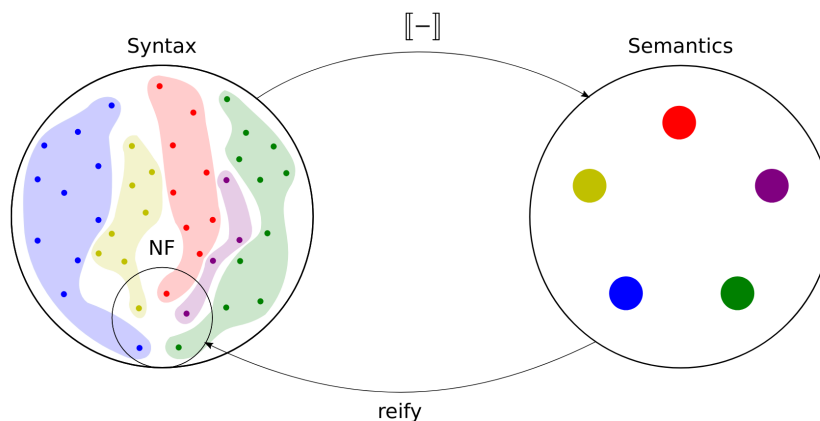 ⟦−⟧
Syntax
Semantics
NF
reify